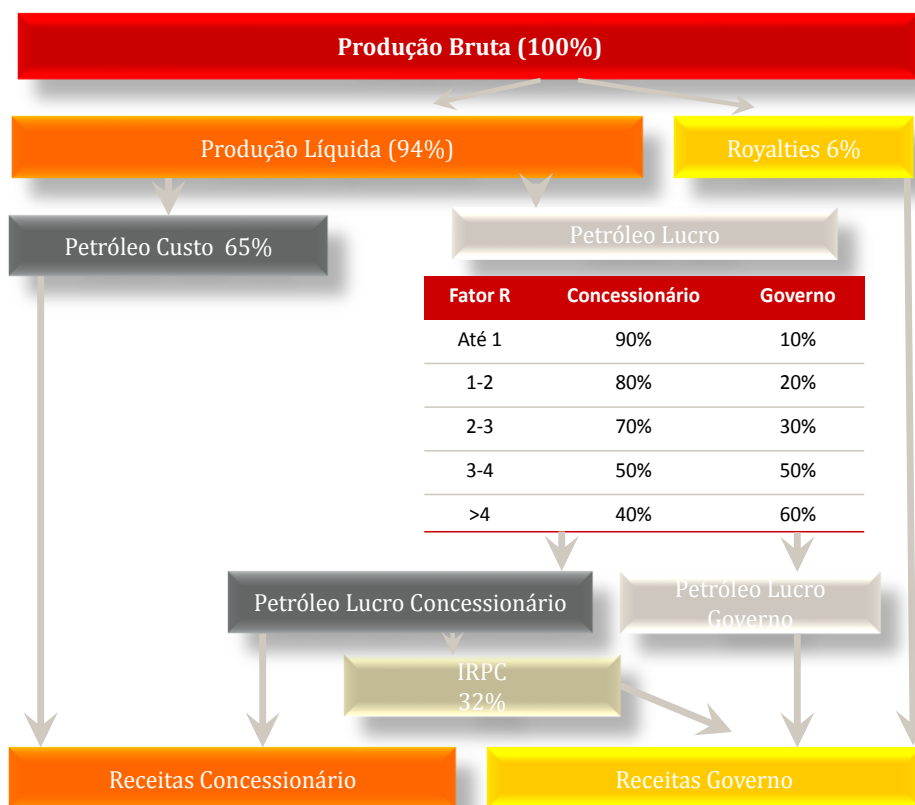 Produção Bruta (100%)
Produção Líquida (94%)
Royalties 6%
Petróleo Custo 65%
Petróleo Lucro
Fator R Concessionário Governo
Até 1 90% 10%
1-2 80% 20%
2-3 70% 30%
3-4 50% 50%
>4 40% 60%
Petróleo Lucro Concessionário
Petróleo Lucro
Governo
IRPC
32%
Receitas Concessionário
Receitas Governo